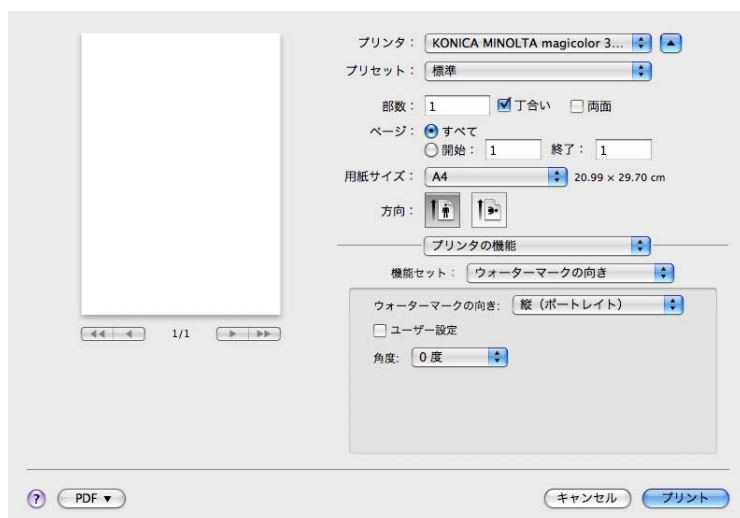 プリンタ： KONICA MINOLTA magicolor 3...
プリセット： 標準
部数： 1 丁合い 両面
ページ： すべて
開始： 1 終了： 1
用紙サイズ： A4 20.99 × 29.70 cm
方向：
プリンタの機能
機能セット： ウォーターマークの向き
ウォーターマークの向き: 縦（ポートレイト）
ユーザー設定
角度: 0 度
1/1
? PDF ▼ キャンセル プリント